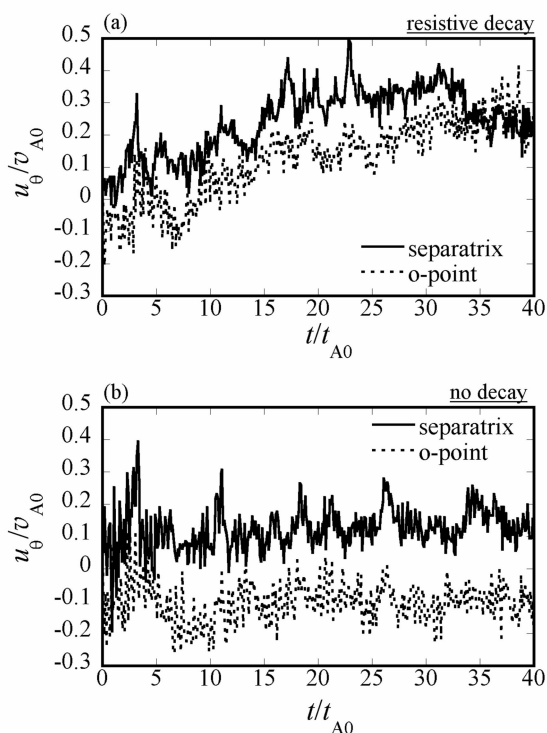 (a) resistive decay
0.5
0.4
0.3
0.2
0.1
0
-0.1
-0.2
-0.3
uθ/vA0
separatrix
o-point
0 5 10 15 20 25 30 35 40
t/tA0
(b) no decay
0.5
0.4
0.3
0.2
0.1
0
-0.1
-0.2
-0.3
uθ/vA0
separatrix
o-point
0 5 10 15 20 25 30 35 40
t/tA0